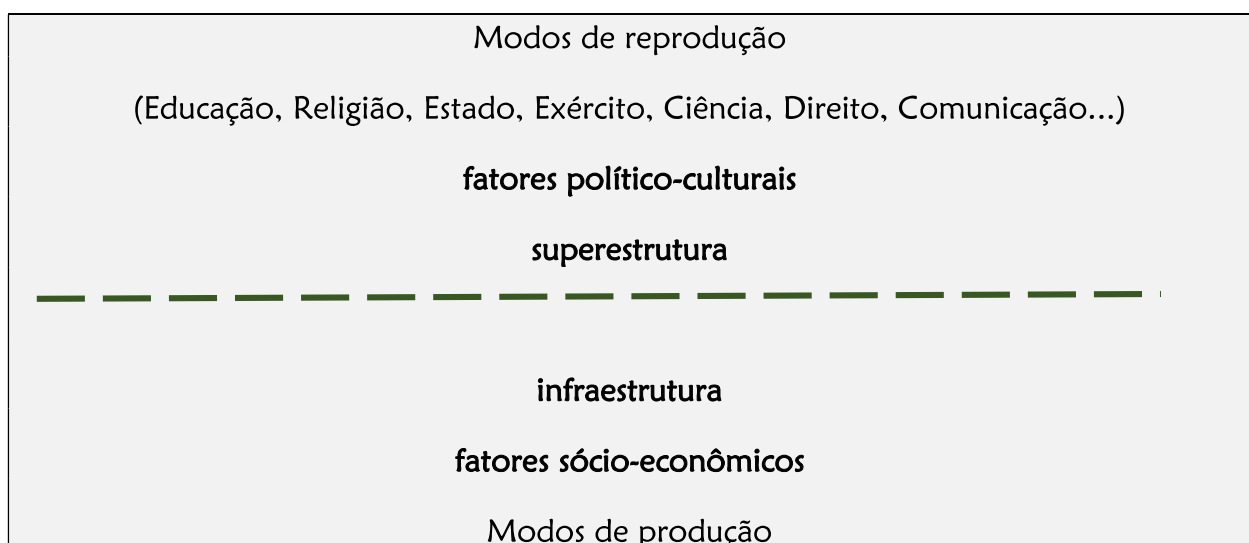 Modos de reprodução
(Educação, Religião, Estado, Exército, Ciência, Direito, Comunicação...)
fatores político-culturais
superestrutura
infraestrutura
fatores sócio-econômicos
Modos de produção